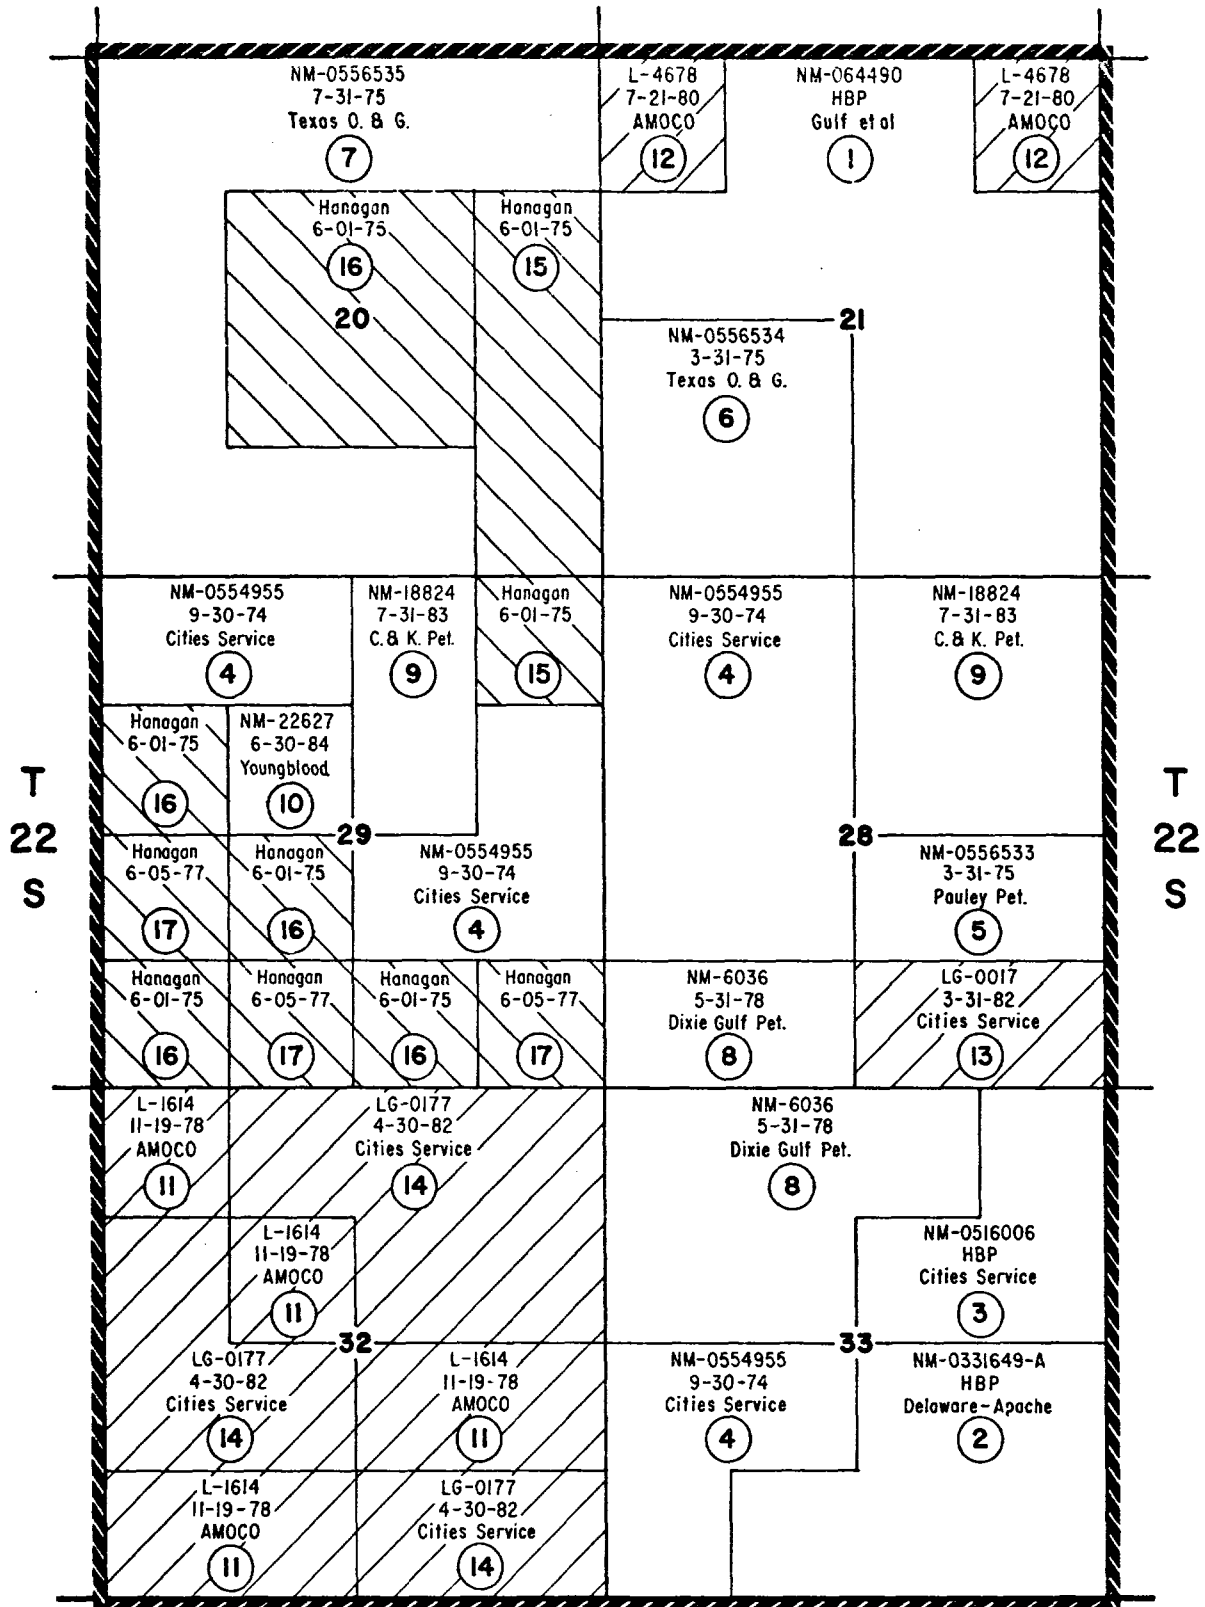 NM-0556535
7-31-75
Texas O. & G.
7
L-4678
7-21-80
AMOCO
12
NM-064490
HBP
Gulf et al
1
L-4678
7-21-80
AMOCO
12
Hanagan
6-01-75
16
20
Hanagan
6-01-75
15
21
NM-0556534
3-31-75
Texas O. & G.
6
NM-0554955
9-30-74
Cities Service
4
NM-18824
7-31-83
C. & K. Pet.
9
Hanagan
6-01-75
15
NM-0554955
9-30-74
Cities Service
4
NM-18824
7-31-83
C. & K. Pet.
9
Hanagan
6-01-75
16
NM-22627
6-30-84
Youngblood
10
T
22
S
29
28
T
22
S
Hanagan
6-05-77
17
Hanagan
6-01-75
16
NM-0554955
9-30-74
Cities Service
4
NM-0556533
3-31-75
Pauley Pet.
5
Hanagan
6-01-75
16
Hanagan
6-05-77
17
Hanagan
6-01-75
16
Hanagan
6-05-77
17
NM-6036
5-31-78
Dixie Gulf Pet.
8
LG-0017
3-31-82
Cities Service
13
L-1614
11-19-78
AMOCO
11
LG-0177
4-30-82
Cities Service
14
NM-6036
5-31-78
Dixie Gulf Pet.
8
L-1614
11-19-78
AMOCO
11
NM-0516006
HBP
Cities Service
3
32
33
LG-0177
4-30-82
Cities Service
14
L-1614
11-19-78
AMOCO
11
NM-0554955
9-30-74
Cities Service
4
NM-0331649-A
HBP
Delaware-Apache
2
L-1614
11-19-78
AMOCO
11
LG-0177
4-30-82
Cities Service
14